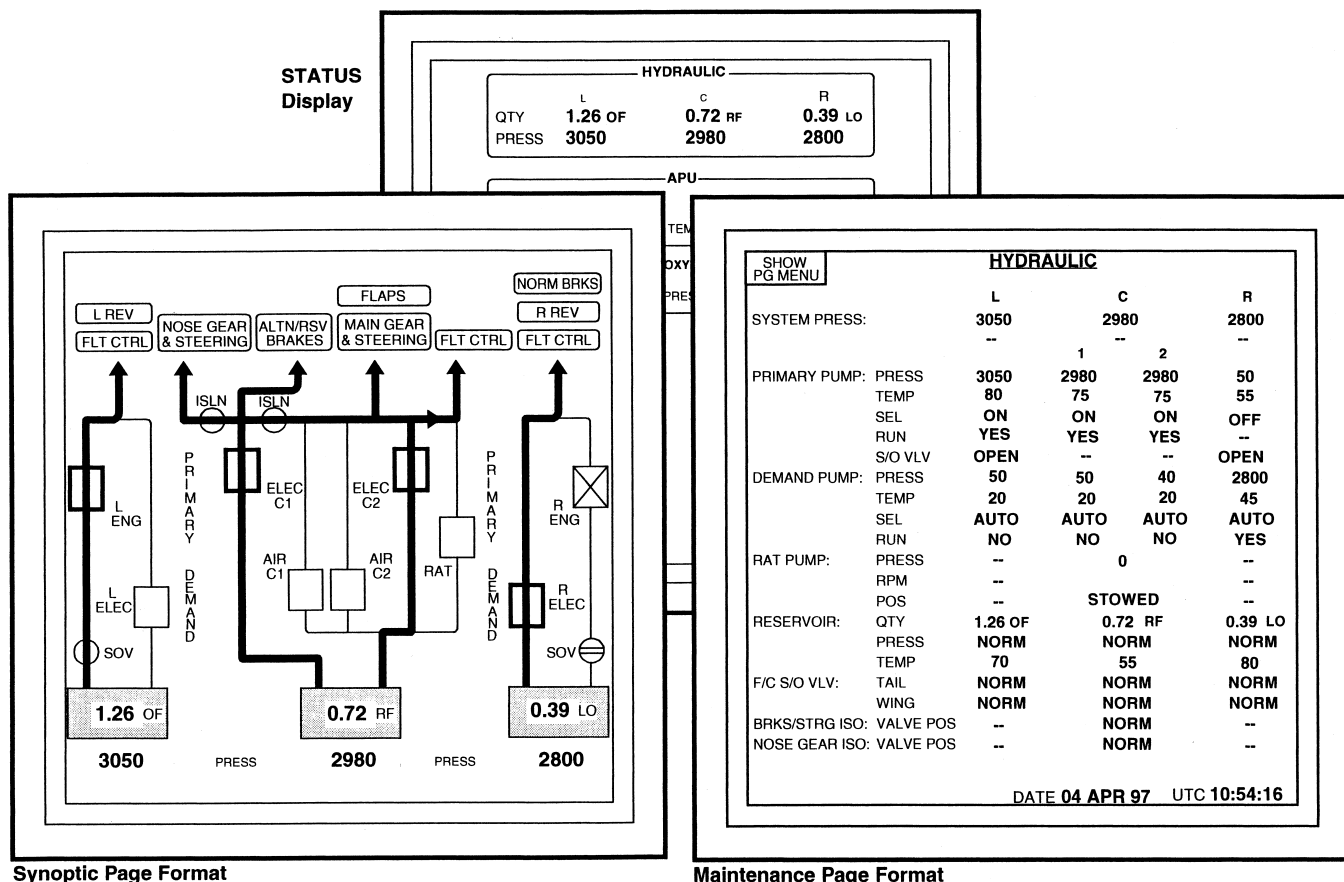 STATUS
Display
HYDRAULIC
L C R
QTY 1.26 OF 0.72 RF 0.39 LO
PRESS 3050 2980 2800
APU
TEM
OXY
PRES
L REV
FLT CTRL
NOSE GEAR
& STEERING
ALTN/RSV
BRAKES
FLAPS
MAIN GEAR
& STEERING
FLT CTRL
NORM BRKS
R REV
FLT CTRL
ISLN
ISLN
L
ENG
L
ELEC
SOV
PRIMARY
DEMAND
ELEC
C1
ELEC
C2
AIR
C1
AIR
C2
RAT
PRIMARY
DEMAND
R
ENG
R
ELEC
SOV
1.26 OF
0.72 RF
0.39 LO
3050 PRESS 2980 PRESS 2800
Synoptic Page Format
SHOW
PG MENU
HYDRAULIC
L C R
SYSTEM PRESS: 3050 2980 2800
-- -- --
1 2
PRIMARY PUMP: PRESS 3050 2980 2980 50
TEMP 80 75 75 55
SEL ON ON ON OFF
RUN YES YES YES --
S/O VLV OPEN -- -- OPEN
DEMAND PUMP: PRESS 50 50 40 2800
TEMP 20 20 20 45
SEL AUTO AUTO AUTO AUTO
RUN NO NO NO YES
RAT PUMP: PRESS -- 0 --
RPM -- --
POS -- STOWED --
RESERVOIR: QTY 1.26 OF 0.72 RF 0.39 LO
PRESS NORM NORM NORM
TEMP 70 55 80
F/C S/O VLV: TAIL NORM NORM NORM
WING NORM NORM NORM
BRKS/STRG ISO: VALVE POS -- NORM --
NOSE GEAR ISO: VALVE POS -- NORM --
DATE 04 APR 97 UTC 10:54:16
Maintenance Page Format